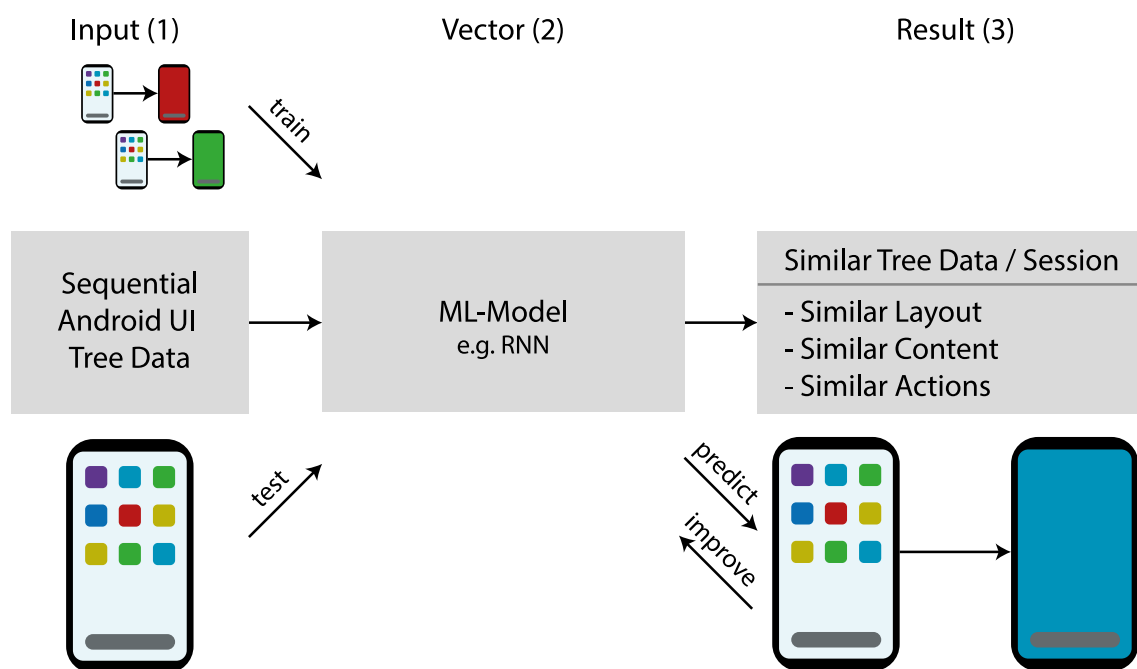 Input (1)
Vector (2)
Result (3)
train
Sequential
Android UI
Tree Data
ML-Model
e.g. RNN
Similar Tree Data / Session
- Similar Layout
- Similar Content
- Similar Actions
test
predict
improve